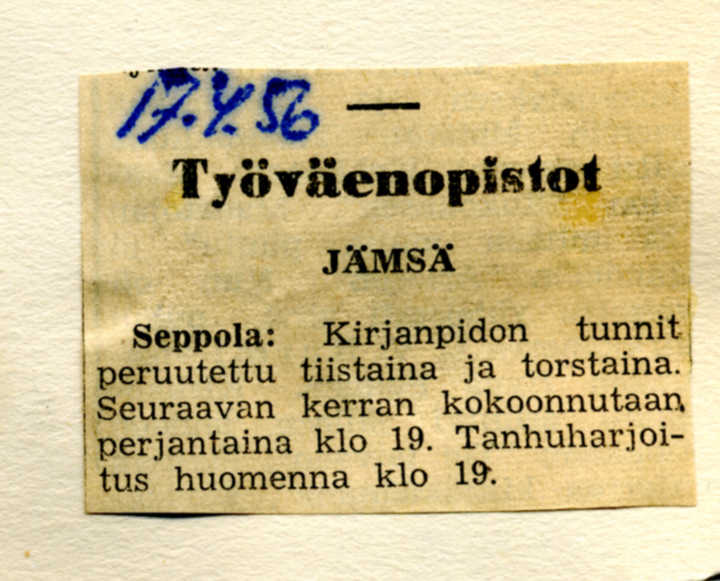 17.4.56
Työväenopistot
JÄMSÄ
Seppola: Kirjanpidon tunnit
peruutettu tiistaina ja torstaina.
Seuraavan kerran kokoonnutaan
perjantaina klo 19. Tanhuharjoi-
tus huomenna klo 19.